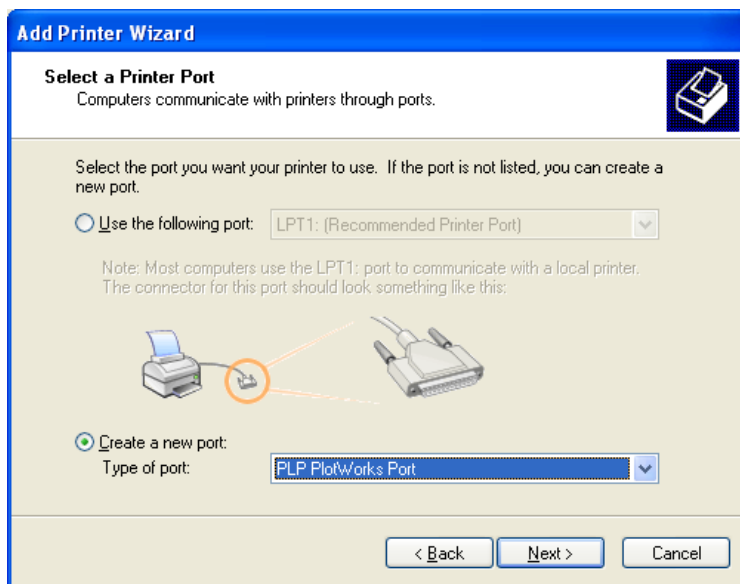 Add Printer Wizard
Select a Printer Port
Computers communicate with printers through ports.
Select the port you want your printer to use. If the port is not listed, you can create a
new port.
Use the following port: LPT1: (Recommended Printer Port)
Note: Most computers use the LPT1: port to communicate with a local printer.
The connector for this port should look something like this:
Create a new port:
Type of port: PLP PlotWorks Port
< Back Next > Cancel